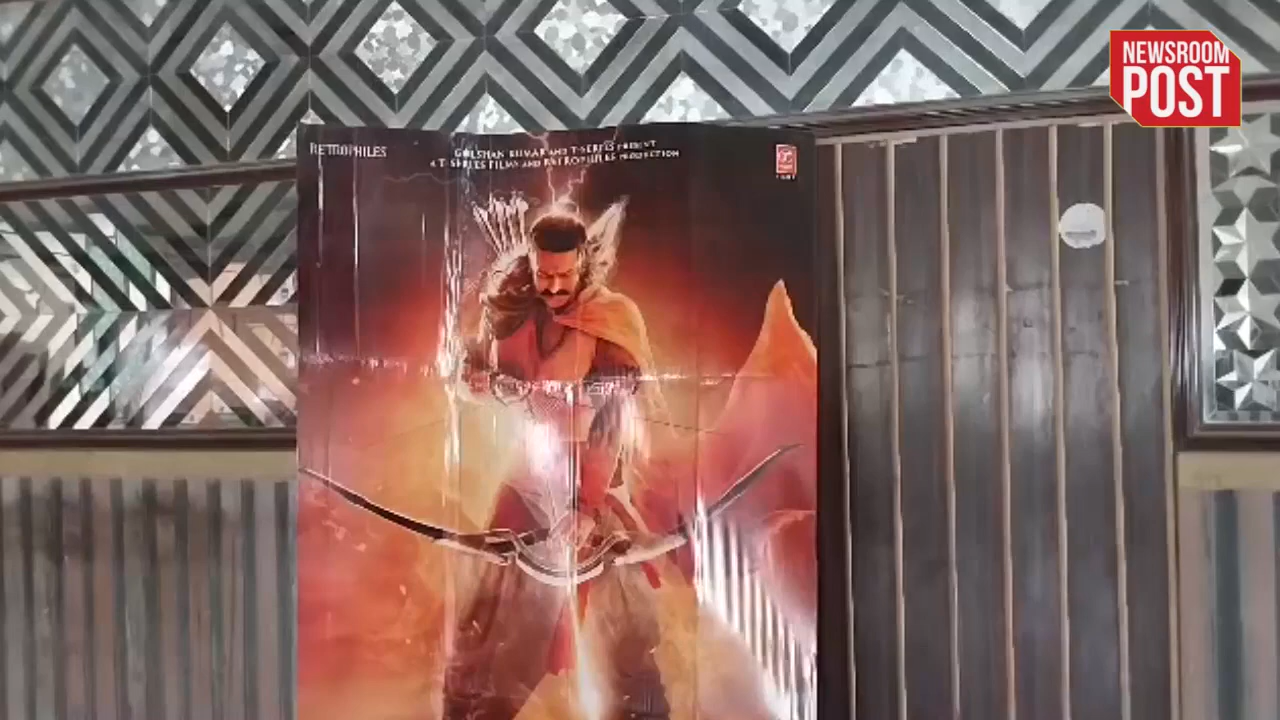 NEWSROOM
POST
RETROPHILES
GULSHAN KUMAR AND T-SERIES PRESENT
A T-SERIES FILMS AND RETROPHILES PRODUCTION